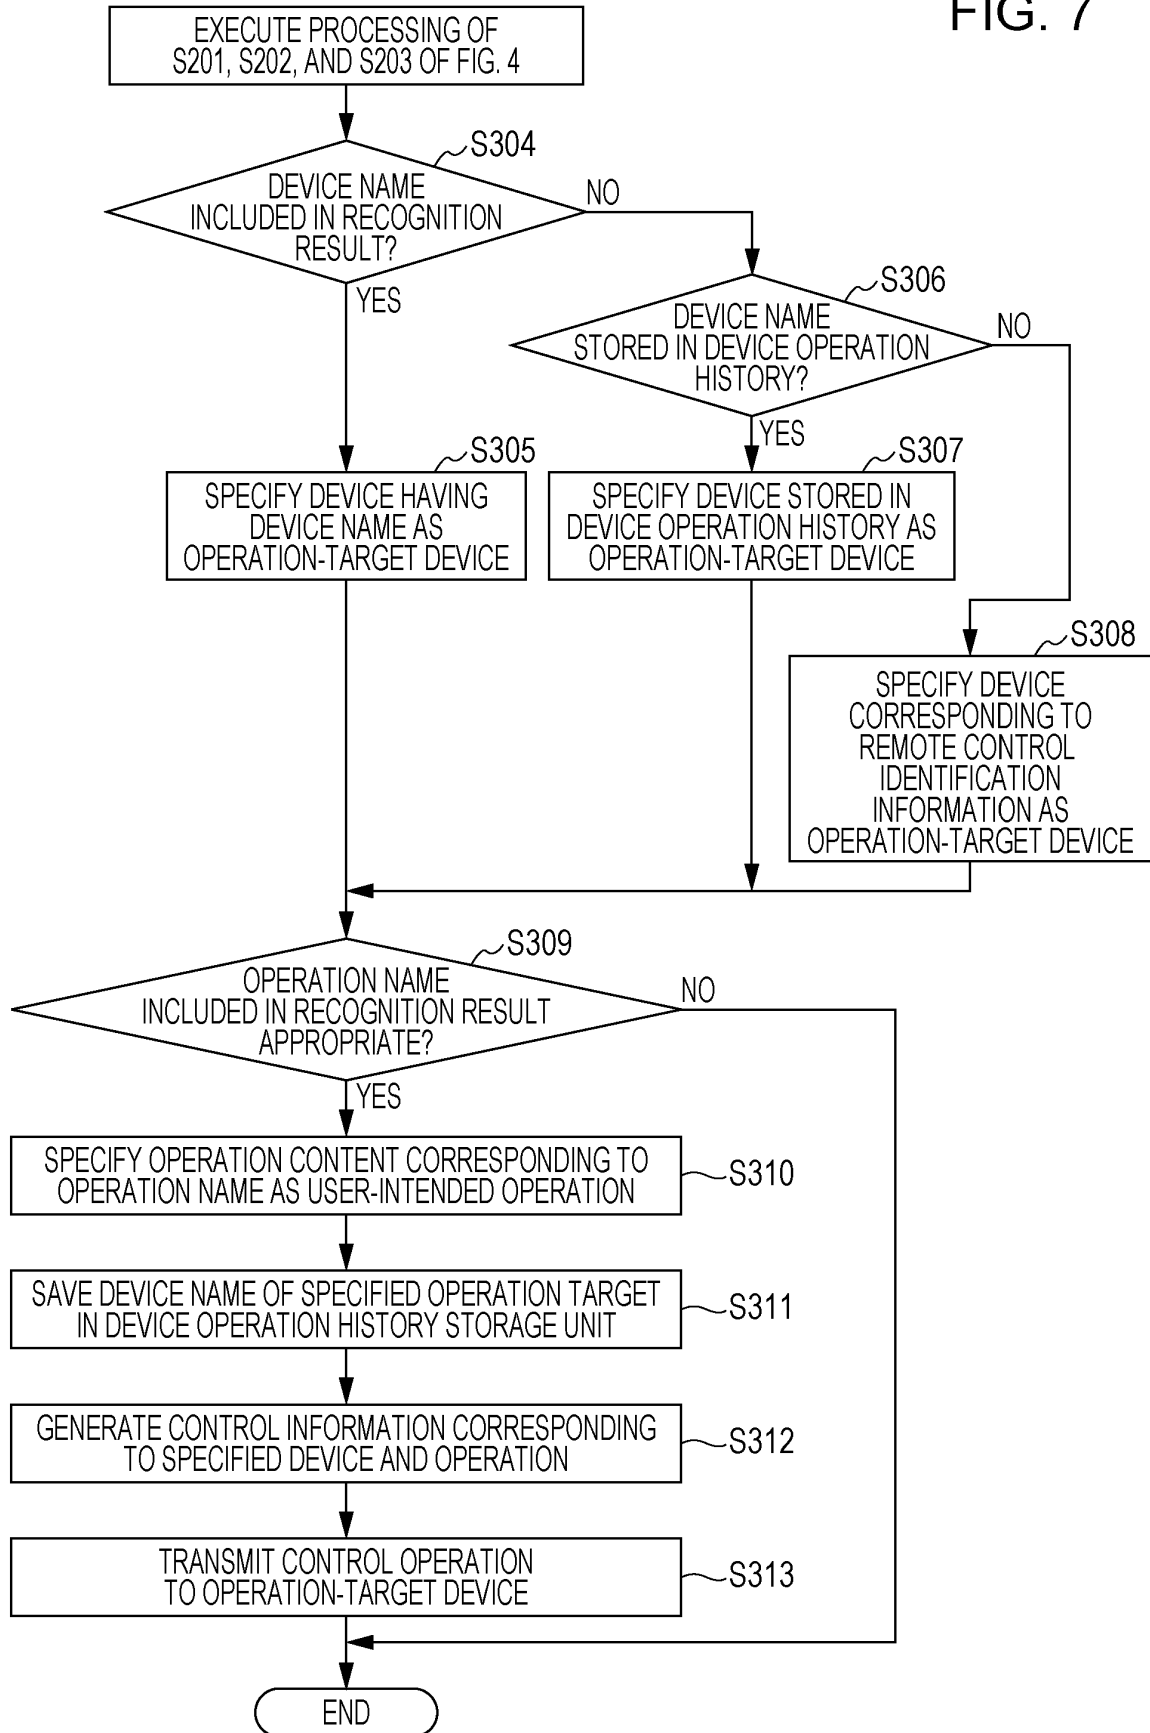 FIG. 7
EXECUTE PROCESSING OF
S201, S202, AND S203 OF FIG. 4
S304
DEVICE NAME
INCLUDED IN RECOGNITION
RESULT?
NO
YES
S306
DEVICE NAME
STORED IN DEVICE OPERATION
HISTORY?
NO
YES
S305
SPECIFY DEVICE HAVING
DEVICE NAME AS
OPERATION-TARGET DEVICE
S307
SPECIFY DEVICE STORED IN
DEVICE OPERATION HISTORY AS
OPERATION-TARGET DEVICE
S308
SPECIFY DEVICE
CORRESPONDING TO
REMOTE CONTROL
IDENTIFICATION
INFORMATION AS
OPERATION-TARGET DEVICE
S309
OPERATION NAME
INCLUDED IN RECOGNITION RESULT
APPROPRIATE?
NO
YES
SPECIFY OPERATION CONTENT CORRESPONDING TO
OPERATION NAME AS USER-INTENDED OPERATION
S310
SAVE DEVICE NAME OF SPECIFIED OPERATION TARGET
IN DEVICE OPERATION HISTORY STORAGE UNIT
S311
GENERATE CONTROL INFORMATION CORRESPONDING
TO SPECIFIED DEVICE AND OPERATION
S312
TRANSMIT CONTROL OPERATION
TO OPERATION-TARGET DEVICE
S313
END